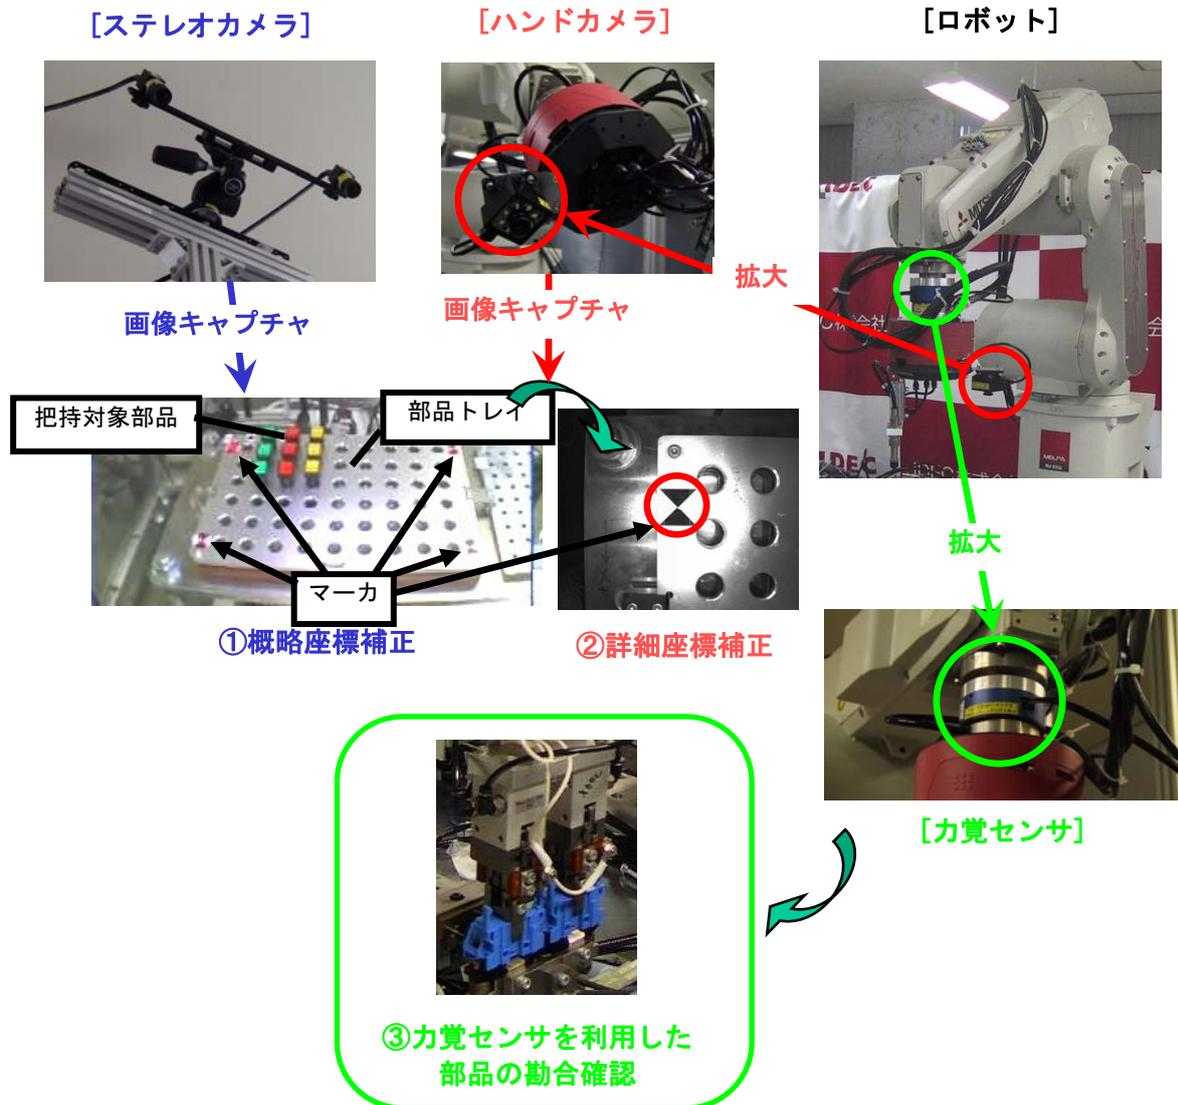 [ステレオカメラ]
[ハンドカメラ]
[ロボット]
拡大
画像キャプチャ
画像キャプチャ
把持対象部品
部品トレイ
MELFA
IDEC
拡大
マーカ
①概略座標補正
②詳細座標補正
[力覚センサ]
③力覚センサを利用した
部品の勘合確認